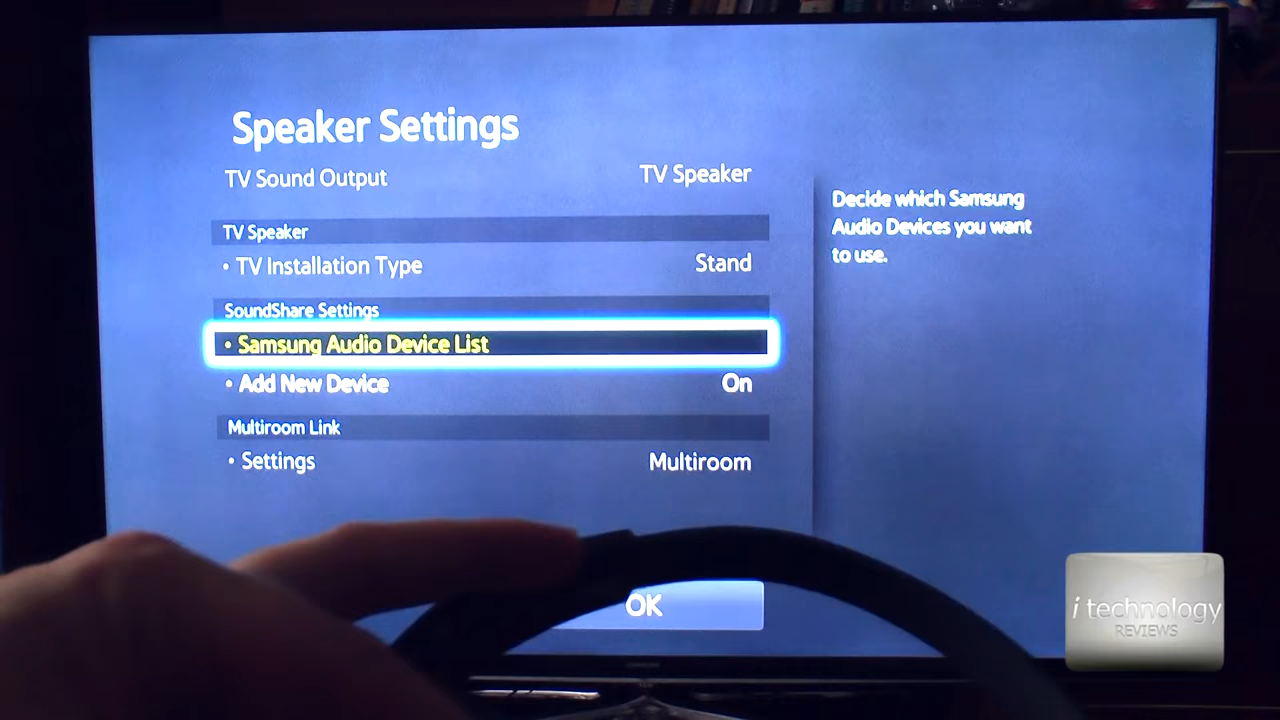 Speaker Settings
TV Sound Output TV Speaker
TV Speaker
• TV Installation Type Stand
SoundShare Settings
• Samsung Audio Device List
• Add New Device On
Multiroom Link
• Settings Multiroom
OK
Decide which Samsung
Audio Devices you want
to use.
i technology
REVIEWS